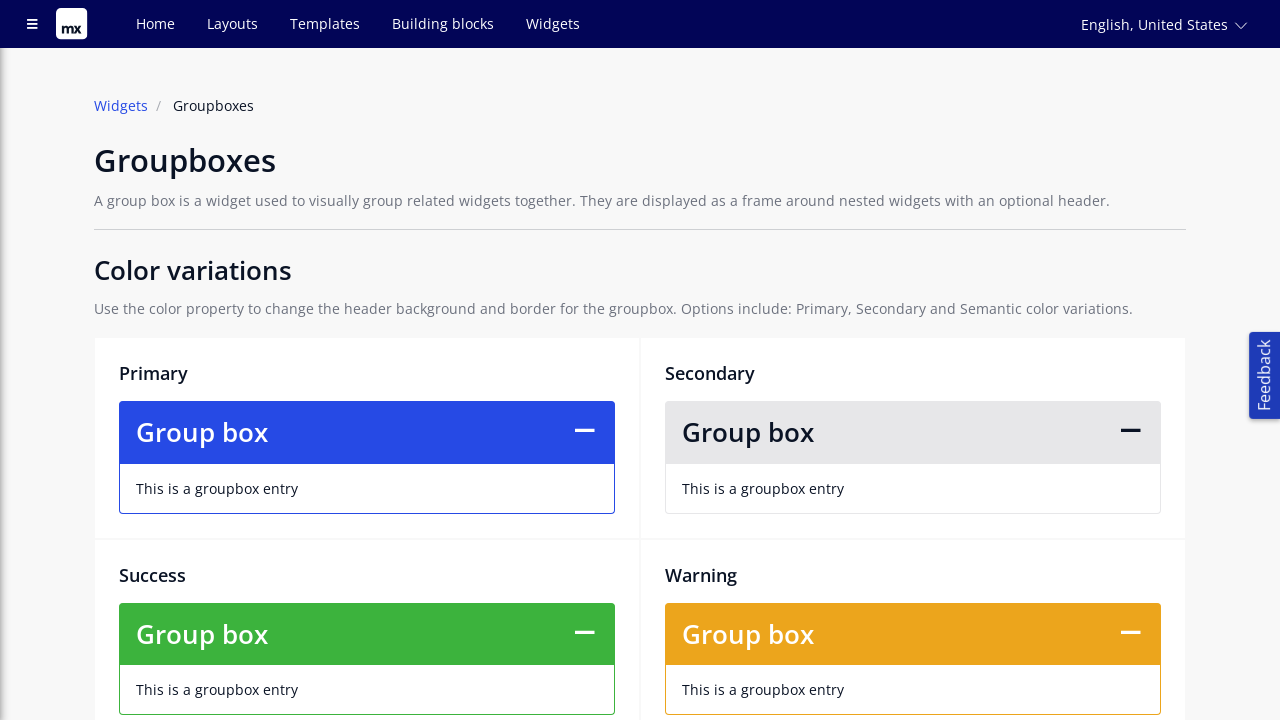 mx
Home
Layouts
Templates
Building blocks
Widgets
English, United States
Widgets / Groupboxes
Groupboxes
A group box is a widget used to visually group related widgets together. They are displayed as a frame around nested widgets with an optional header.
Color variations
Use the color property to change the header background and border for the groupbox. Options include: Primary, Secondary and Semantic color variations.
Primary
Group box
This is a groupbox entry
Secondary
Group box
This is a groupbox entry
Success
Group box
This is a groupbox entry
Warning
Group box
This is a groupbox entry
Feedback